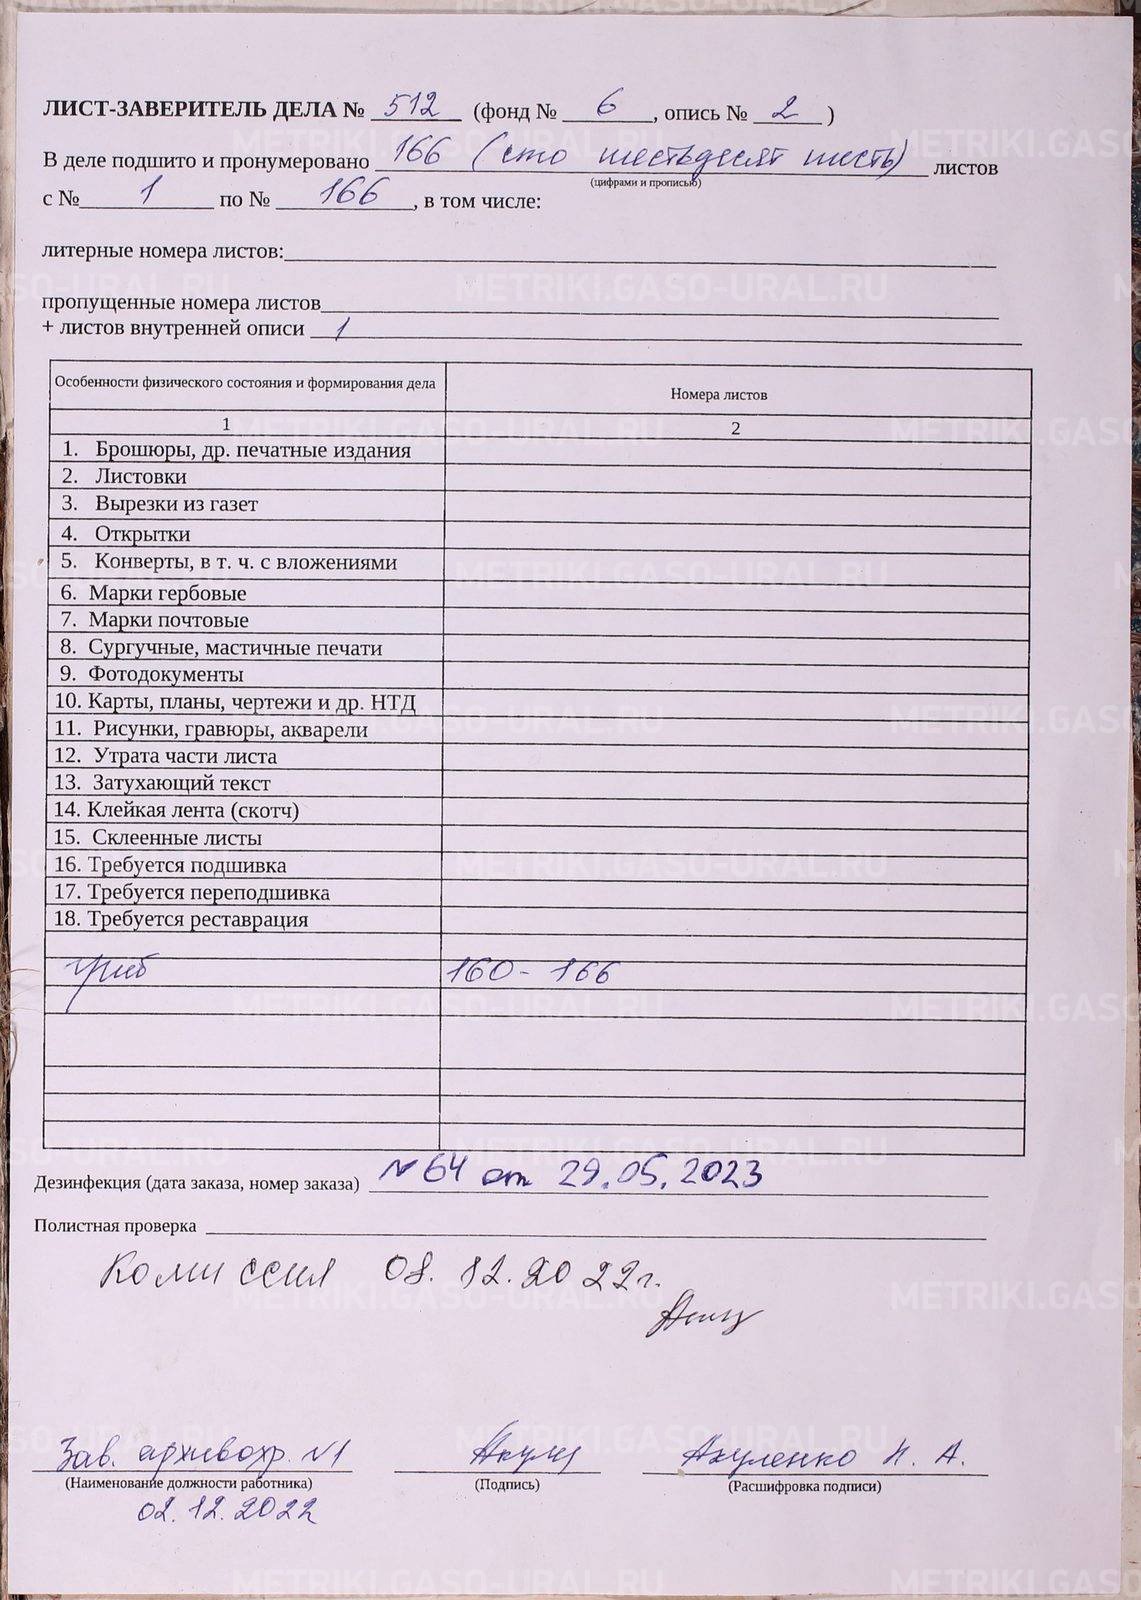 ЛИСТ-ЗАВЕРИТЕЛЬ ДЕЛА № 512 (фонд № 6, опись № 2 )
В деле подшито и пронумеровано 166 (сто шестьдесят шесть) листов
(цифрами и прописью)
с № 1 по № 166, в том числе:
литерные номера листов:
пропущенные номера листов
+ листов внутренней описи 1
Особенности физического состояния и формирования дела Номера листов
1 2
1. Брошюры, др. печатные издания
2. Листовки
3. Вырезки из газет
4. Открытки
5. Конверты, в т. ч. с вложениями
6. Марки гербовые
7. Марки почтовые
8. Сургучные, мастичные печати
9. Фотодокументы
10. Карты, планы, чертежи и др. НТД
11. Рисунки, гравюры, акварели
12. Утрата части листа
13. Затухающий текст
14. Клейкая лента (скотч)
15. Склеенные листы
16. Требуется подшивка
17. Требуется переподшивка
18. Требуется реставрация
гриб 160 - 166
Дезинфекция (дата заказа, номер заказа) № 64 от 29.05.2023
Полистная проверка
Комиссия 08.12.2022г.
Зав. архивохр. №1 Акуленко Н. А.
(Наименование должности работника) (Подпись) (Расшифровка подписи)
02.12.2022
METRIKI.GASO-URAL.RU